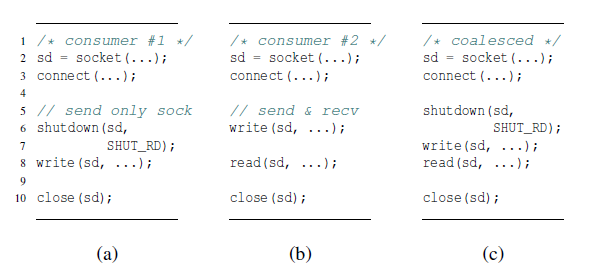 1 /* consumer #1 */ /* consumer #2 */ /* coalesced */
2 sd = socket(...); sd = socket(...); sd = socket(...);
3 connect(...); connect(...); connect(...);
4
5 // send only sock // send & recv shutdown(sd,
6 shutdown(sd, write(sd, ...); SHUT_RD);
7 SHUT_RD); write(sd, ...);
8 write(sd, ...); read(sd, ...); read(sd, ...);
9
10 close(sd); close(sd); close(sd);
(a) (b) (c)